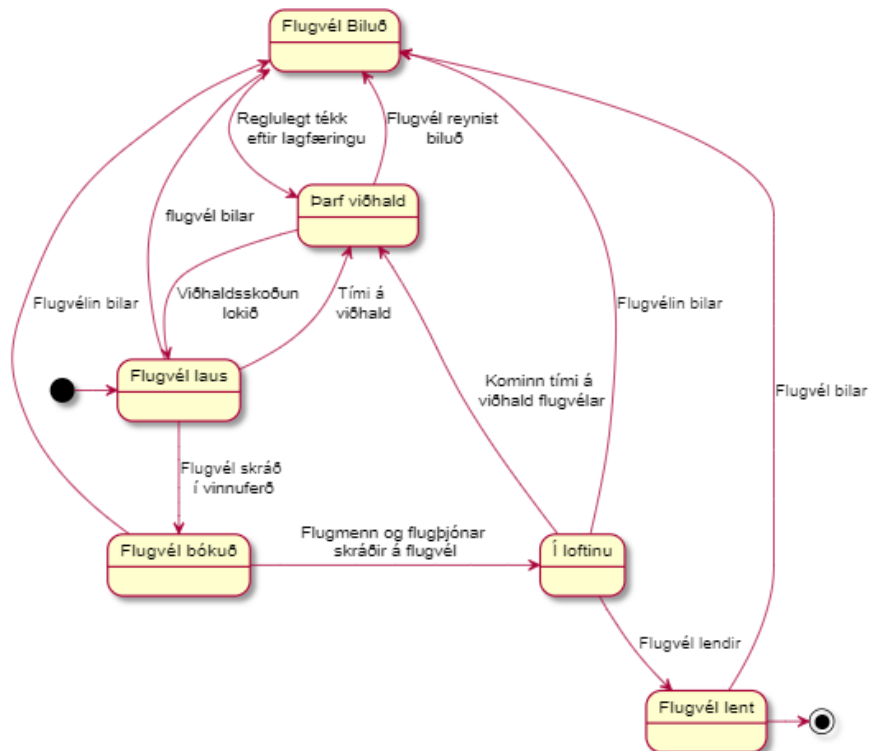 Flugvél Biluð
Reglulegt tékk
eftir lagfæringu
Flugvél reynist
biluð
Þarf viðhald
flugvél bilar
Viðhaldsskoðun
lokið
Tími á
viðhald
Flugvélin bilar
Flugvélin bilar
Flugvél laus
Kominn tími á
viðhald flugvélar
Flugvél bilar
Flugvél skráð
í vinnuferð
Flugvél bókuð
Flugmenn og flugþjónar
skráðir á flugvél
Í loftinu
Flugvél lendir
Flugvél lent